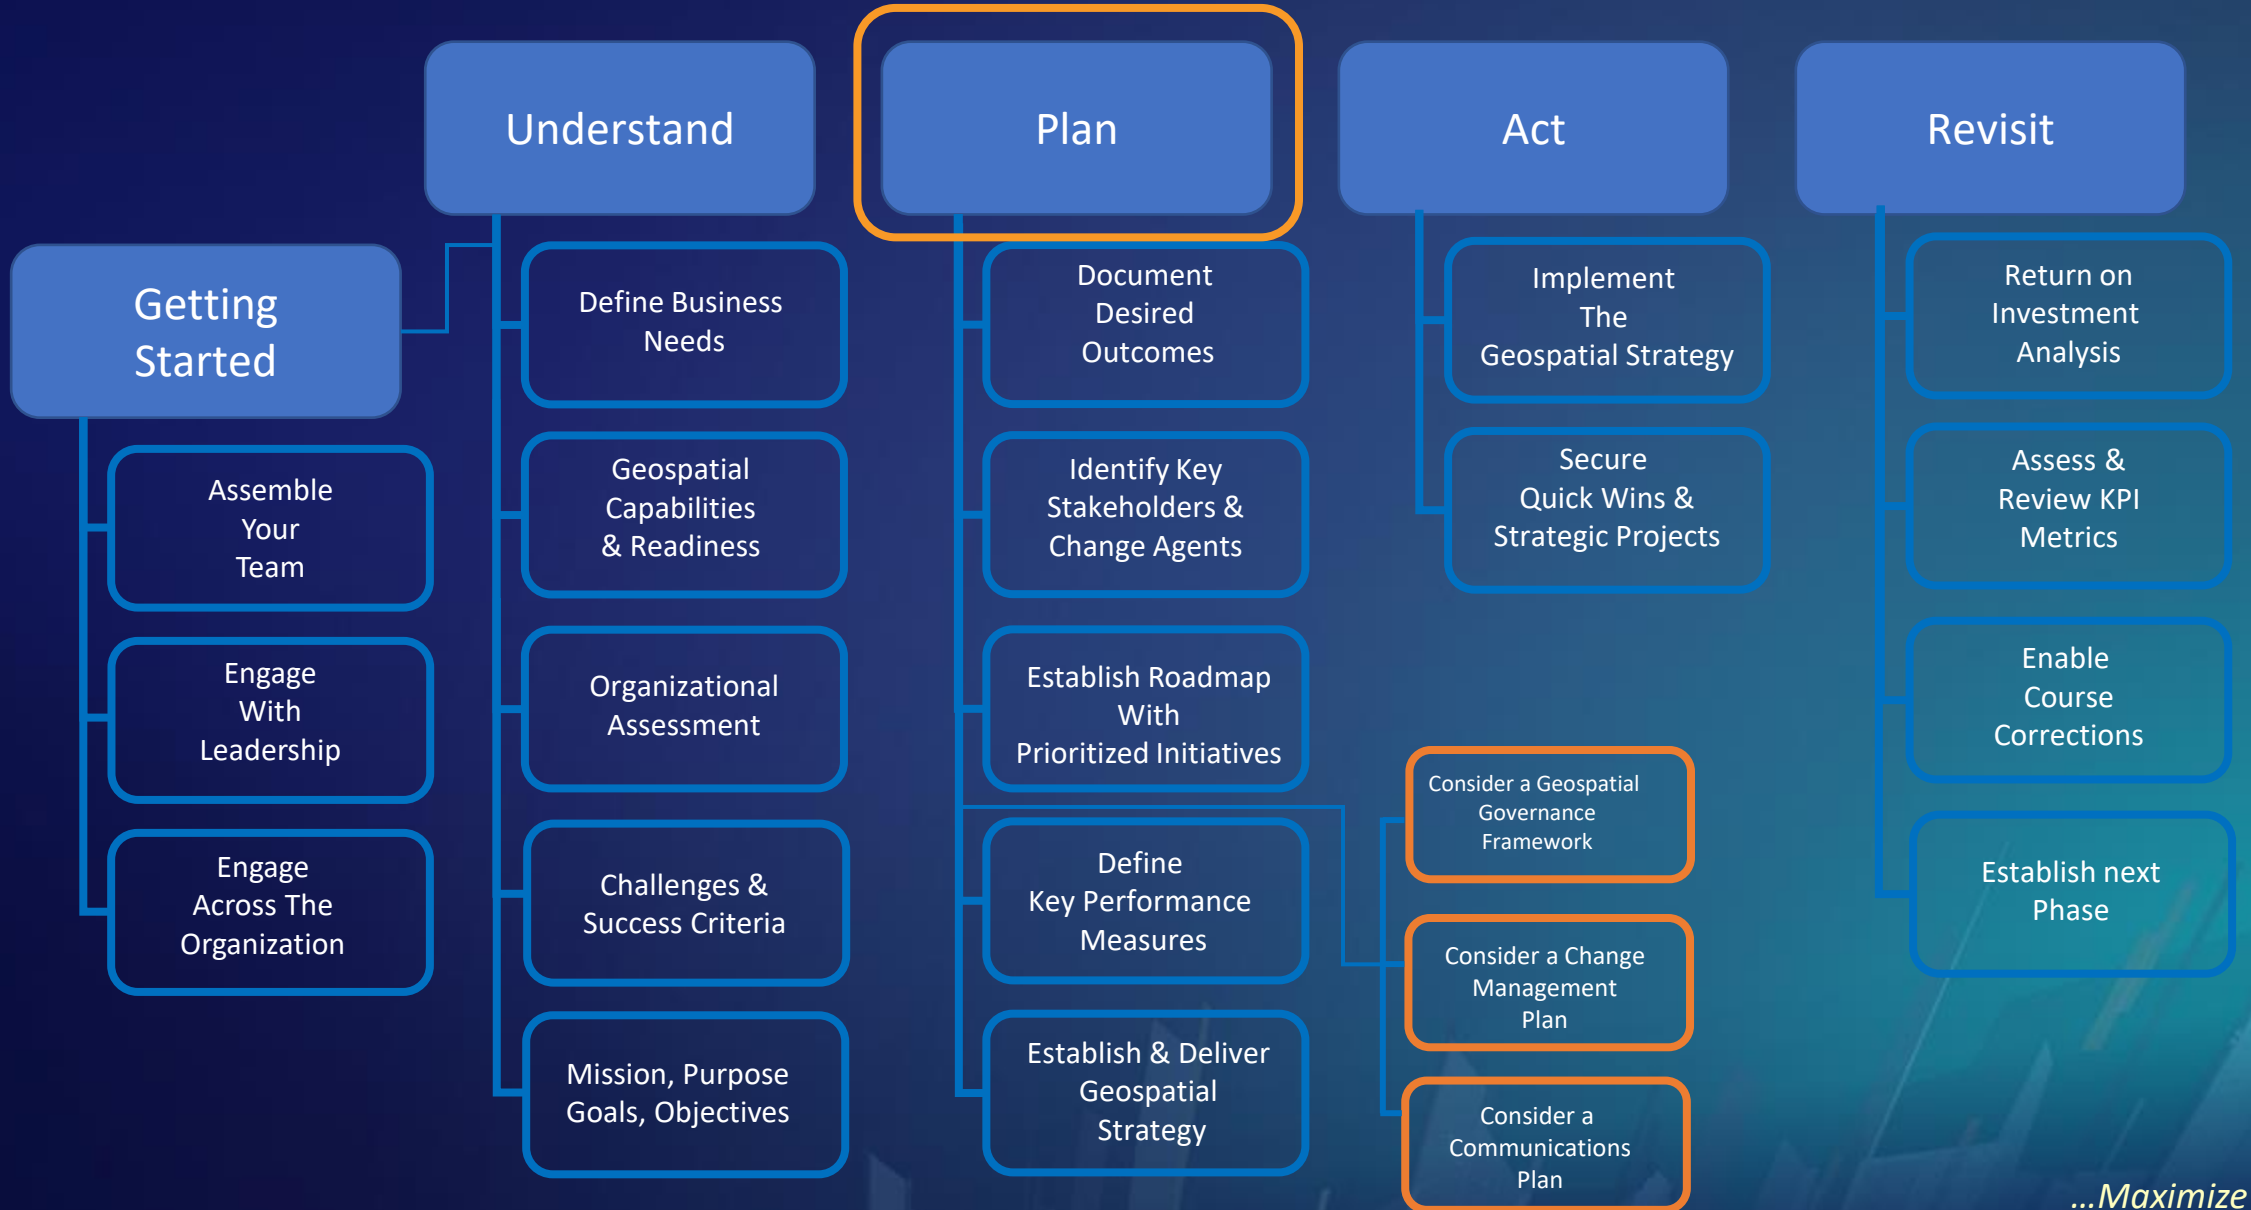 Getting
Started
Assemble
Your
Team
Engage
With
Leadership
Engage
Across The
Organization
Understand
Define Business
Needs
Geospatial
Capabilities
& Readiness
Organizational
Assessment
Challenges &
Success Criteria
Mission, Purpose
Goals, Objectives
Plan
Document
Desired
Outcomes
Identify Key
Stakeholders &
Change Agents
Establish Roadmap
With
Prioritized Initiatives
Define
Key Performance
Measures
Establish & Deliver
Geospatial
Strategy
Consider a Geospatial
Governance
Framework
Consider a Change
Management
Plan
Consider a
Communications
Plan
Act
Implement
The
Geospatial Strategy
Secure
Quick Wins &
Strategic Projects
Revisit
Return on
Investment
Analysis
Assess &
Review KPI
Metrics
Enable
Course
Corrections
Establish next
Phase
...Maximize